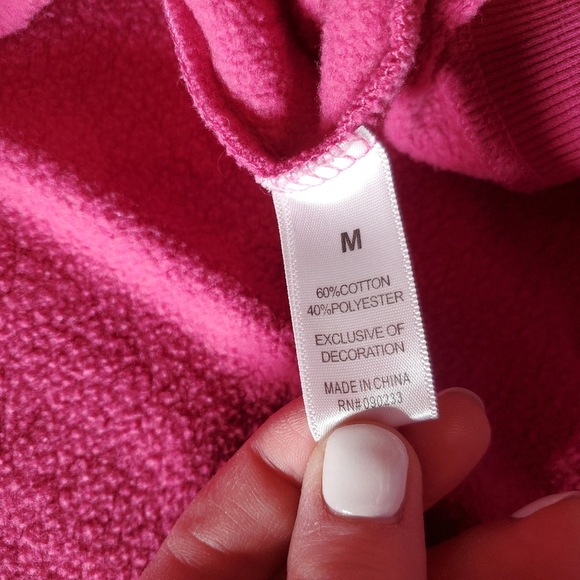 M
60%COTTON
40%POLYESTER
EXCLUSIVE OF
DECORATION
MADE IN CHINA
RN#090233